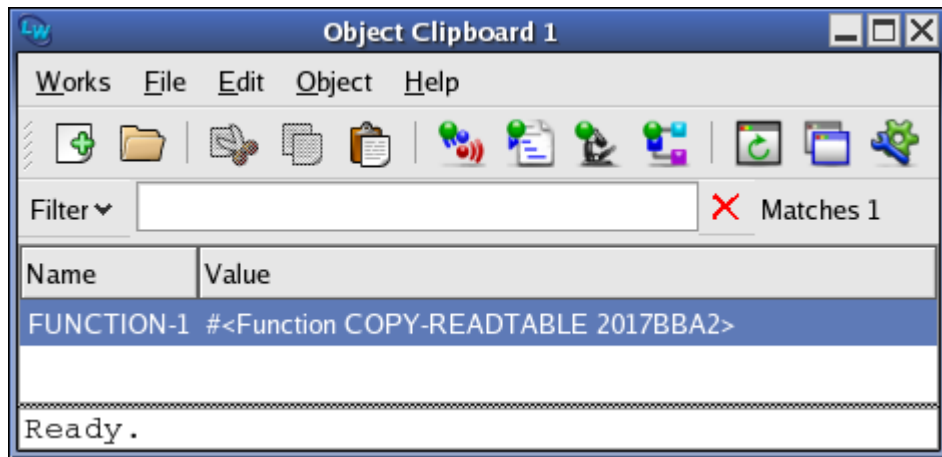 LW Object Clipboard 1
Works File Edit Object Help
Filter Matches 1
Name Value
FUNCTION-1 #<Function COPY-READTABLE 2017BBA2>
Ready.